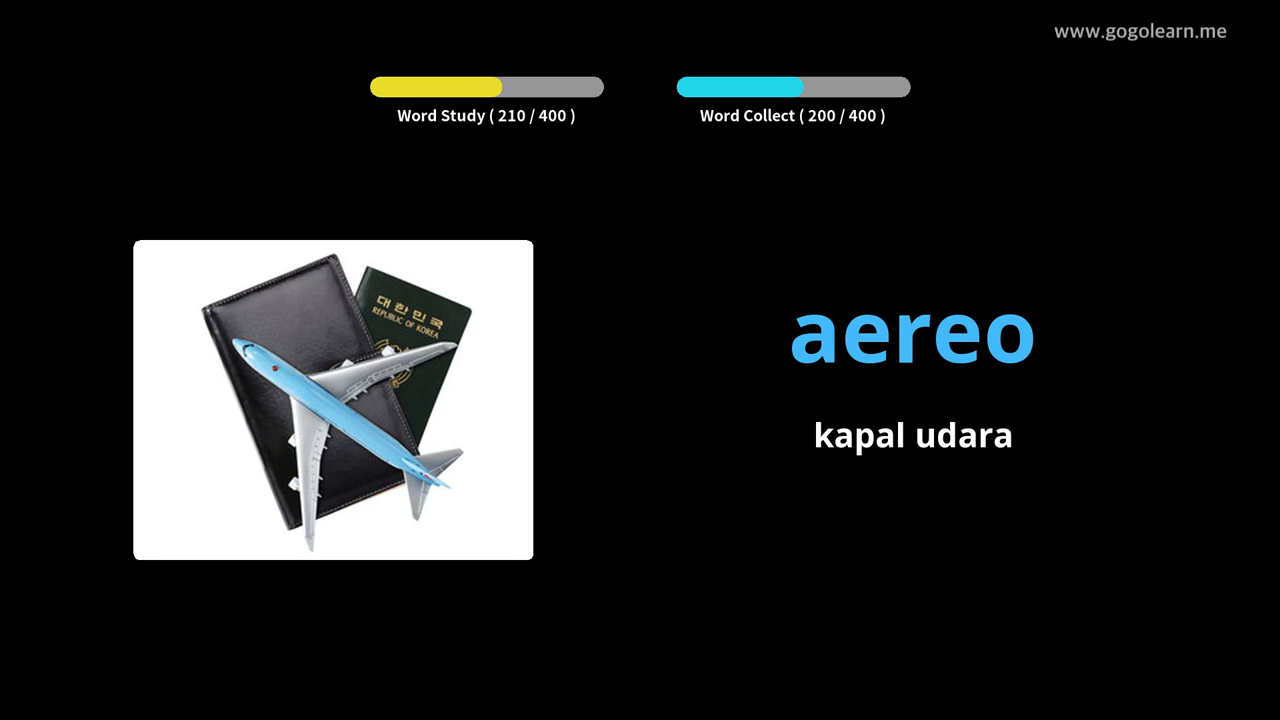 www.gogolearn.me
Word Study ( 210 / 400 )
Word Collect ( 200 / 400 )
대한민국
REPUBLIC OF KOREA
aereo
kapal udara